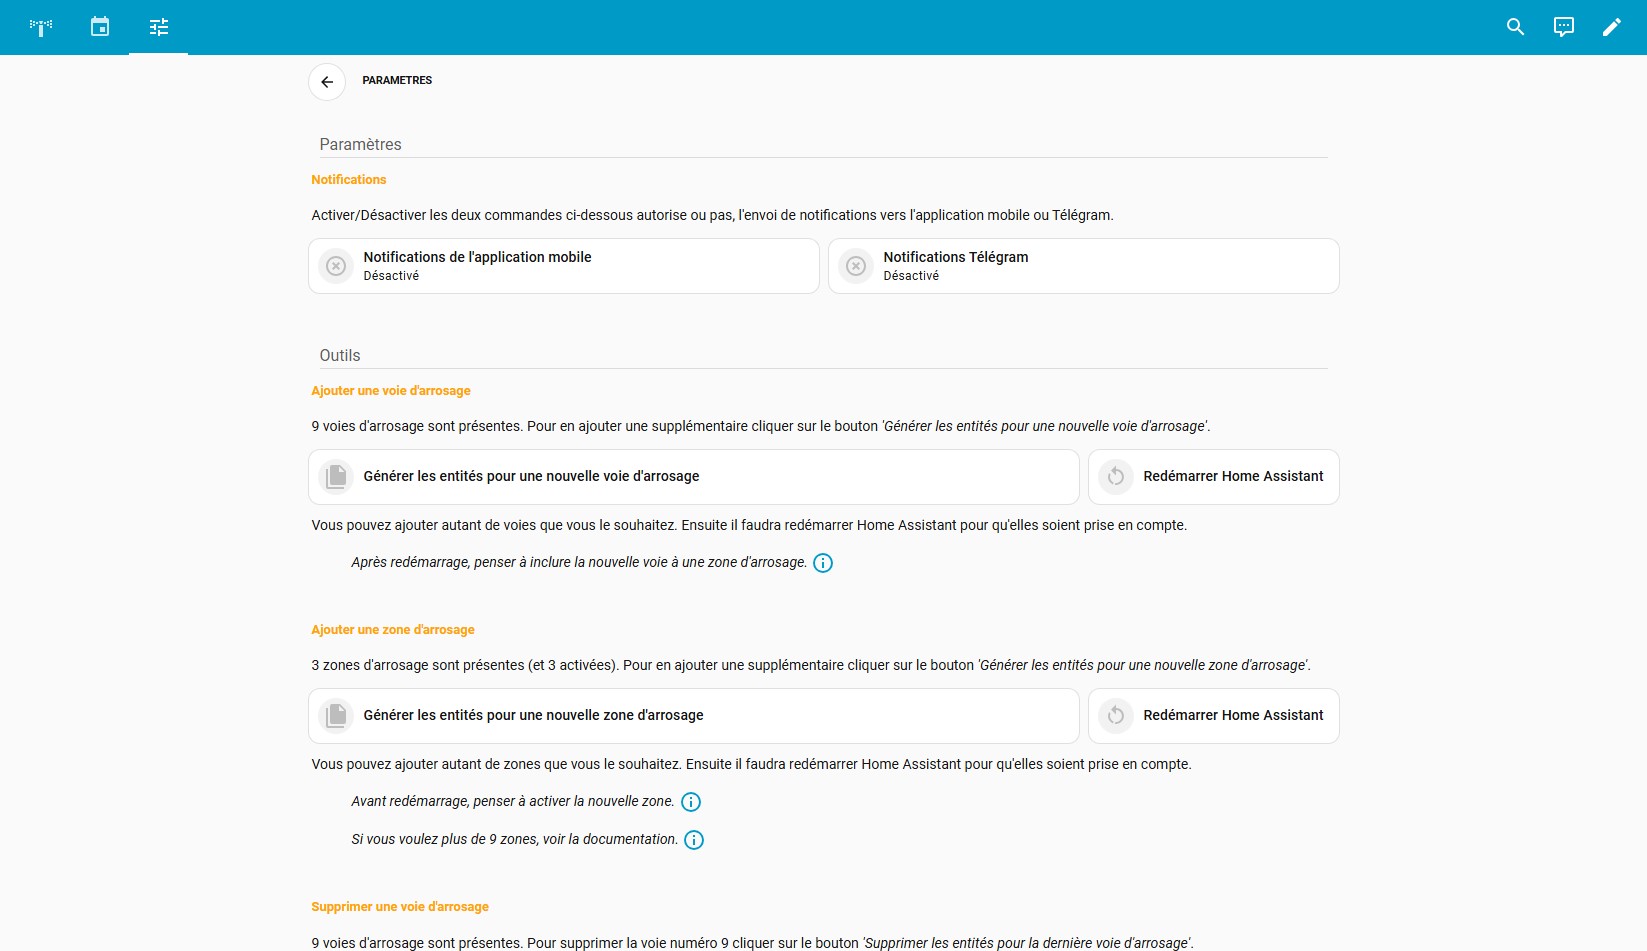 PARAMETRES
Paramètres
Notifications
Activer/Désactiver les deux commandes ci-dessous autorise ou pas, l'envoi de notifications vers l'application mobile ou Télégram.
Notifications de l'application mobile
Désactivé
Notifications Télégram
Désactivé
Outils
Ajouter une voie d'arrosage
9 voies d'arrosage sont présentes. Pour en ajouter une supplémentaire cliquer sur le bouton 'Générer les entités pour une nouvelle voie d'arrosage'.
Générer les entités pour une nouvelle voie d'arrosage
Redémarrer Home Assistant
Vous pouvez ajouter autant de voies que vous le souhaitez. Ensuite il faudra redémarrer Home Assistant pour qu'elles soient prise en compte.
Après redémarrage, penser à inclure la nouvelle voie à une zone d'arrosage.
Ajouter une zone d'arrosage
3 zones d'arrosage sont présentes (et 3 activées). Pour en ajouter une supplémentaire cliquer sur le bouton 'Générer les entités pour une nouvelle zone d'arrosage'.
Générer les entités pour une nouvelle zone d'arrosage
Redémarrer Home Assistant
Vous pouvez ajouter autant de zones que vous le souhaitez. Ensuite il faudra redémarrer Home Assistant pour qu'elles soient prise en compte.
Avant redémarrage, penser à activer la nouvelle zone.
Si vous voulez plus de 9 zones, voir la documentation.
Supprimer une voie d'arrosage
9 voies d'arrosage sont présentes. Pour supprimer la voie numéro 9 cliquer sur le bouton 'Supprimer les entités pour la dernière voie d'arrosage'.